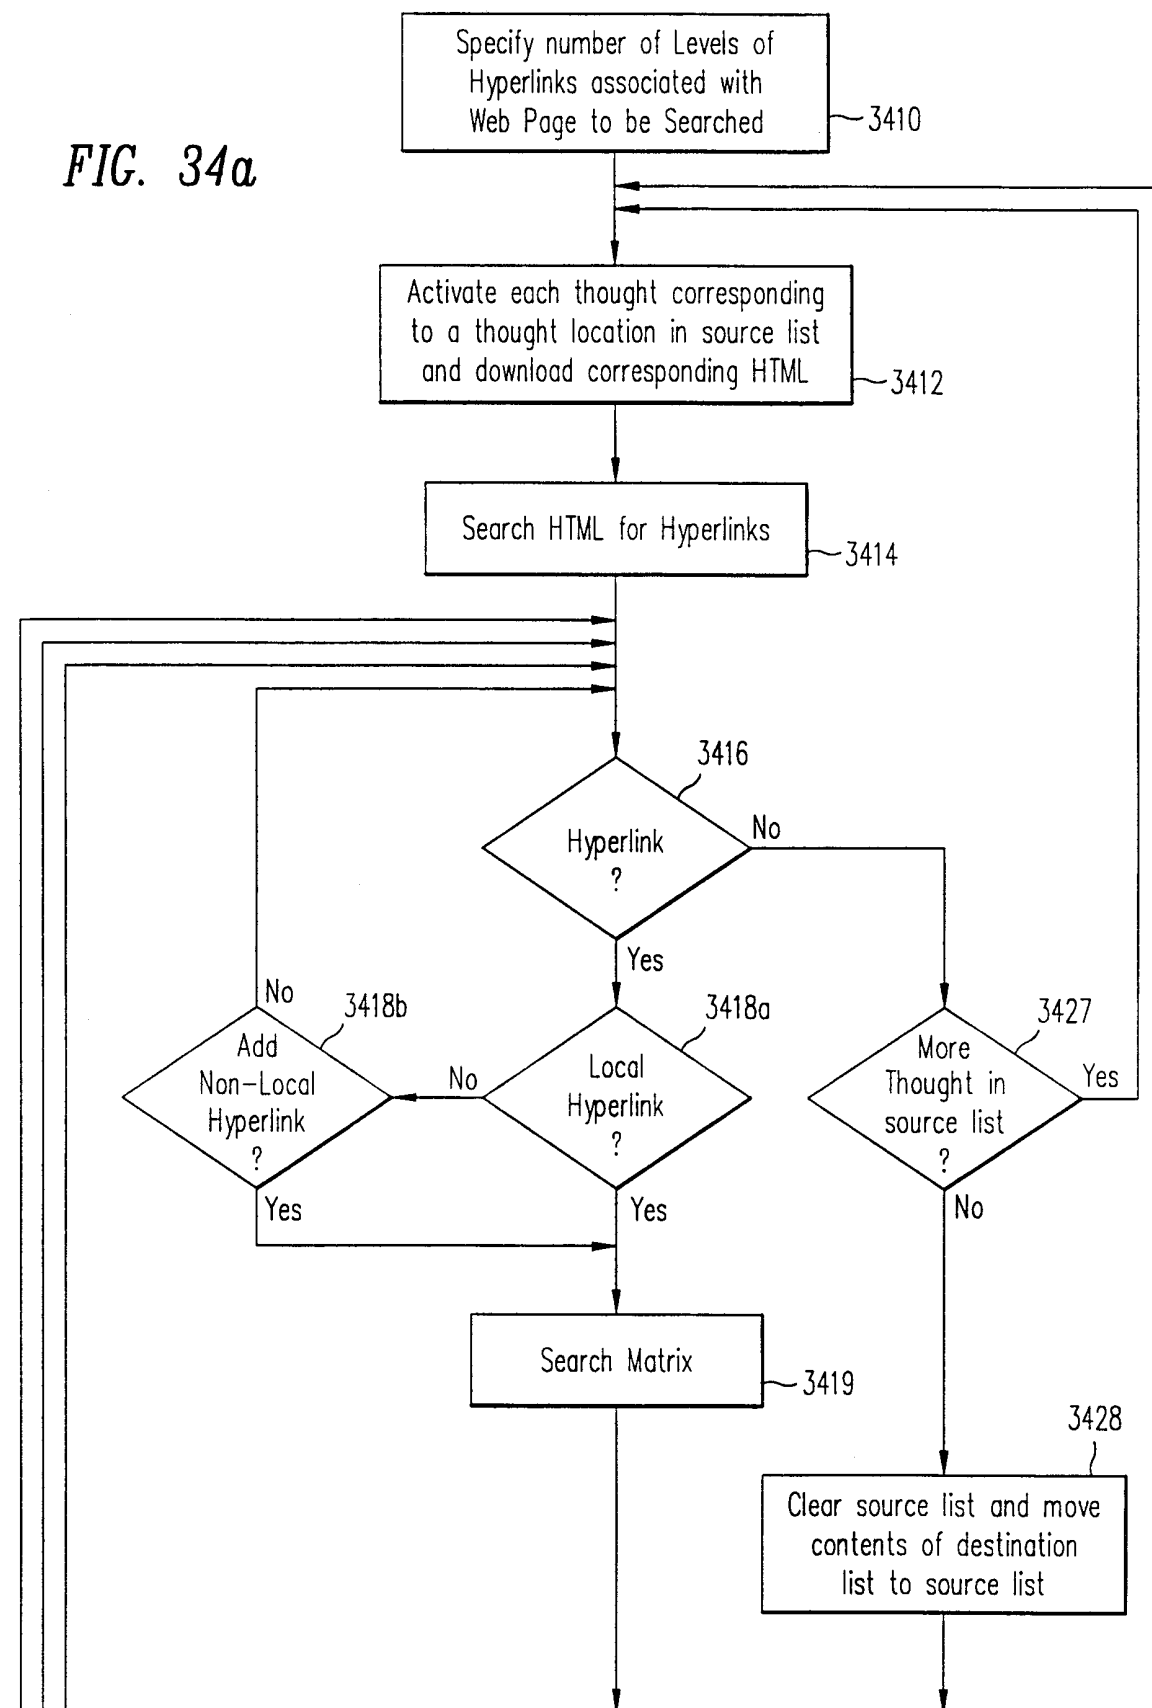 Specify number of Levels of
Hyperlinks associated with
Web Page to be Searched
3410
FIG. 34a
Activate each thought corresponding
to a thought location in source list
and download corresponding HTML
3412
Search HTML for Hyperlinks
3414
3416
Hyperlink
?
No
Yes
No
3418b
Add
Non-Local
Hyperlink
?
Yes
No
3418a
Local
Hyperlink
?
Yes
3427
More
Thought in
source list
?
Yes
No
Search Matrix
3419
3428
Clear source list and move
contents of destination
list to source list